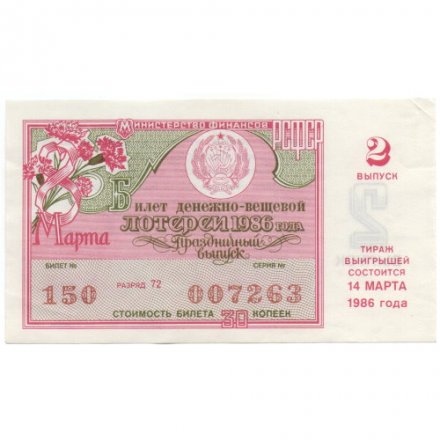 Министерство финансов РСФСР
8 Марта
Билет денежно-вещевой
лотереи 1986 года
Праздничный
выпуск
БИЛЕТ № СЕРИЯ №
150 РАЗРЯД 72 007263
СТОИМОСТЬ БИЛЕТА 30 КОПЕЕК
2
ВЫПУСК
2
ТИРАЖ
ВЫИГРЫШЕЙ
СОСТОИТСЯ
14 МАРТА
1986 года